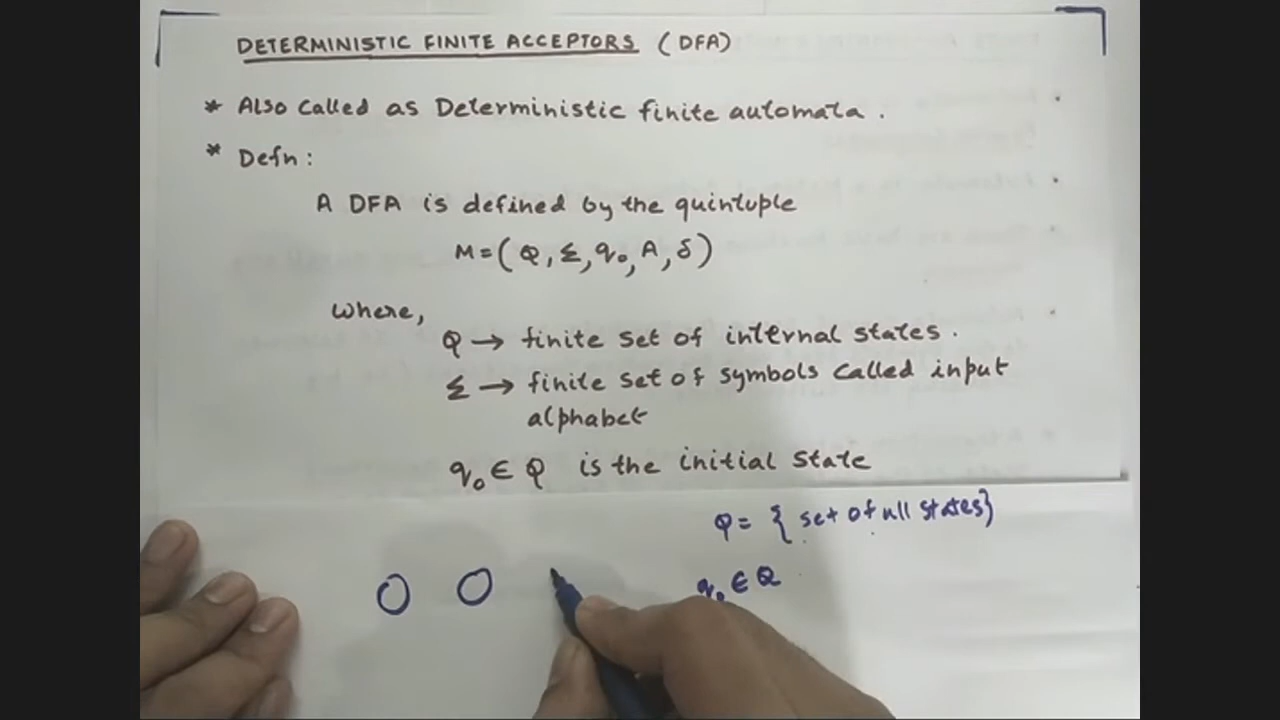 DETERMINISTIC FINITE ACCEPTORS (DFA)
* Also called as Deterministic finite automata.
* Defn:
A DFA is defined by the quintuple
M=(Q, Σ, q₀, A, δ)
where,
Q → finite set of internal states.
Σ → finite set of symbols called input
alphabet
q₀ ∈ Q is the initial state
Q = { set of all states}
q₀ ∈ Q